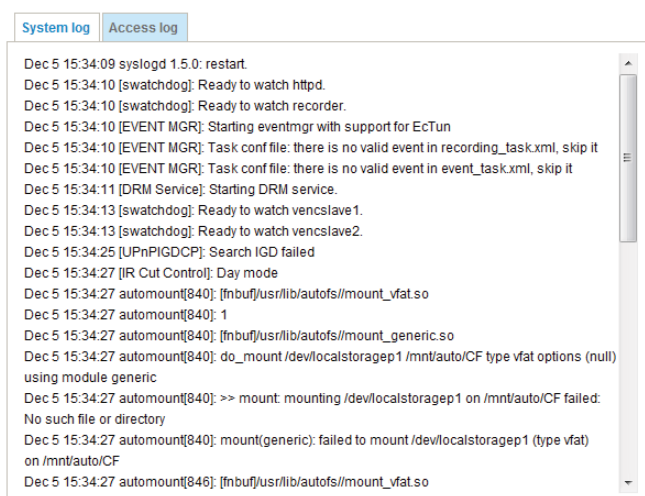 System log Access log
Dec 5 15:34:09 syslogd 1.5.0: restart.
Dec 5 15:34:10 [swatchdog]: Ready to watch httpd.
Dec 5 15:34:10 [swatchdog]: Ready to watch recorder.
Dec 5 15:34:10 [EVENT MGR]: Starting eventmgr with support for EcTun
Dec 5 15:34:10 [EVENT MGR]: Task conf file: there is no valid event in recording_task.xml, skip it
Dec 5 15:34:10 [EVENT MGR]: Task conf file: there is no valid event in event_task.xml, skip it
Dec 5 15:34:11 [DRM Service]: Starting DRM service.
Dec 5 15:34:13 [swatchdog]: Ready to watch vencslave1.
Dec 5 15:34:13 [swatchdog]: Ready to watch vencslave2.
Dec 5 15:34:25 [UPnPIGDCP]: Search IGD failed
Dec 5 15:34:27 [IR Cut Control]: Day mode
Dec 5 15:34:27 automount[840]: [fnbuf]/usr/lib/autofs//mount_vfat.so
Dec 5 15:34:27 automount[840]: 1
Dec 5 15:34:27 automount[840]: [fnbuf]/usr/lib/autofs//mount_generic.so
Dec 5 15:34:27 automount[840]: do_mount /dev/localstoragep1 /mnt/auto/CF type vfat options (null)
using module generic
Dec 5 15:34:27 automount[840]: >> mount: mounting /dev/localstoragep1 on /mnt/auto/CF failed:
No such file or directory
Dec 5 15:34:27 automount[840]: mount(generic): failed to mount /dev/localstoragep1 (type vfat)
on /mnt/auto/CF
Dec 5 15:34:27 automount[846]: [fnbuf]/usr/lib/autofs//mount_vfat.so